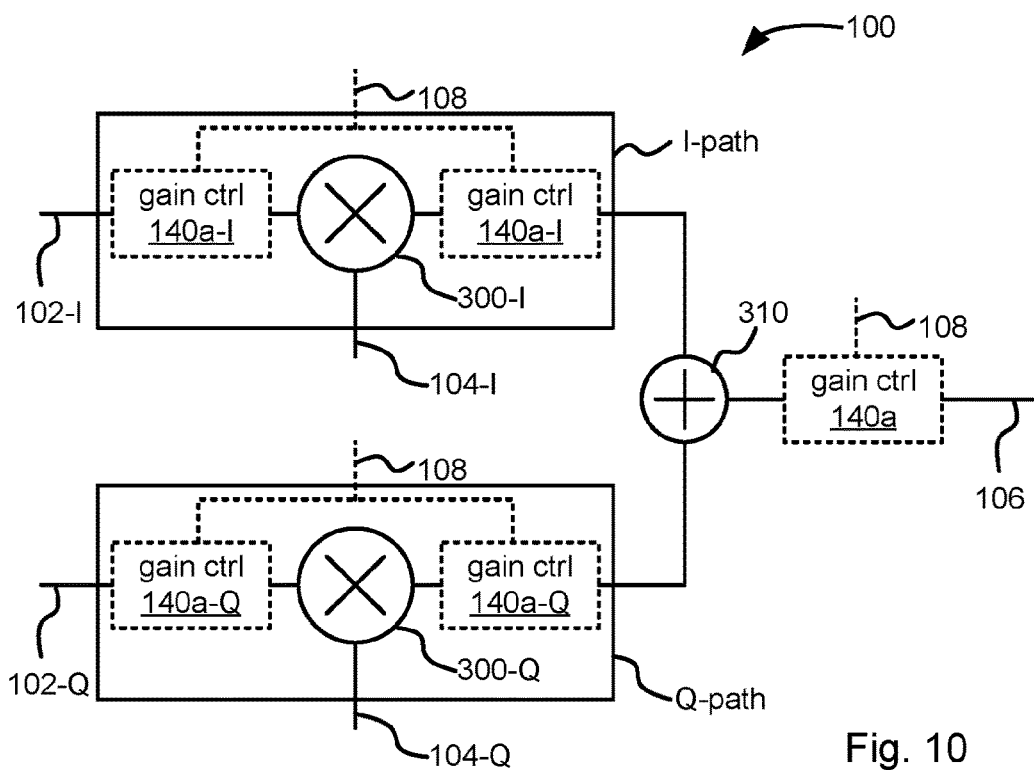 100
108
I-path
gain ctrl
140a-I
gain ctrl
140a-I
102-I
300-I
104-I
310
108
gain ctrl
140a
106
108
gain ctrl
140a-Q
gain ctrl
140a-Q
102-Q
300-Q
Q-path
104-Q
Fig. 10